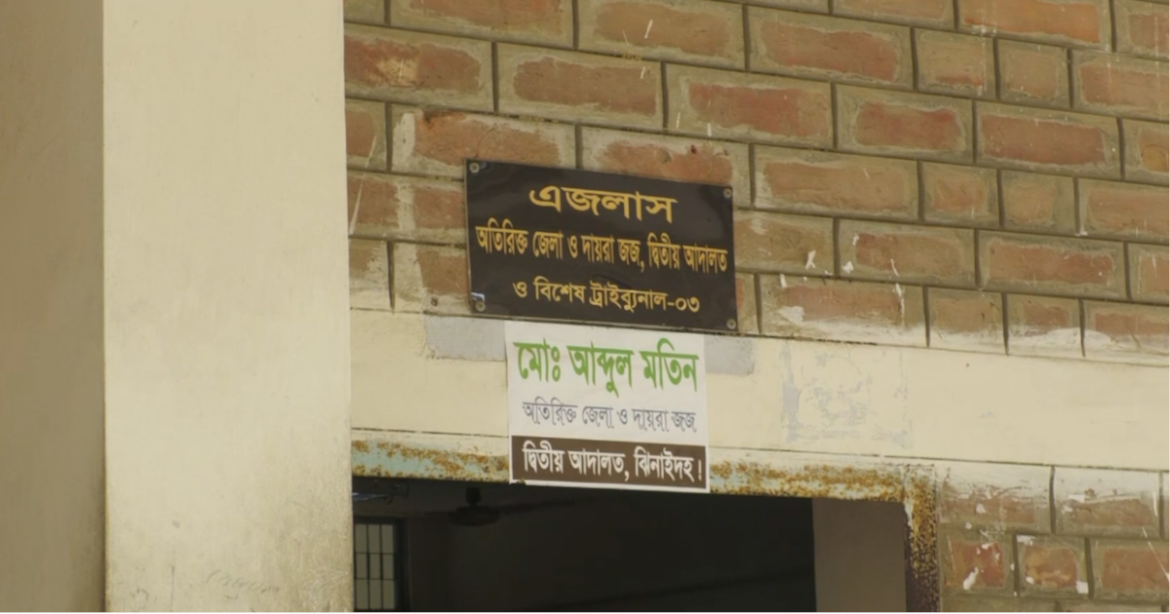 এজলাস
অতিরিক্ত জেলা ও দায়রা জজ, দ্বিতীয় আদালত
ও বিশেষ ট্রাইব্যুনাল-০৩
মোঃ আব্দুল মতিন
অতিরিক্ত জেলা ও দায়রা জজ
দ্বিতীয় আদালত, ঝিনাইদহ।